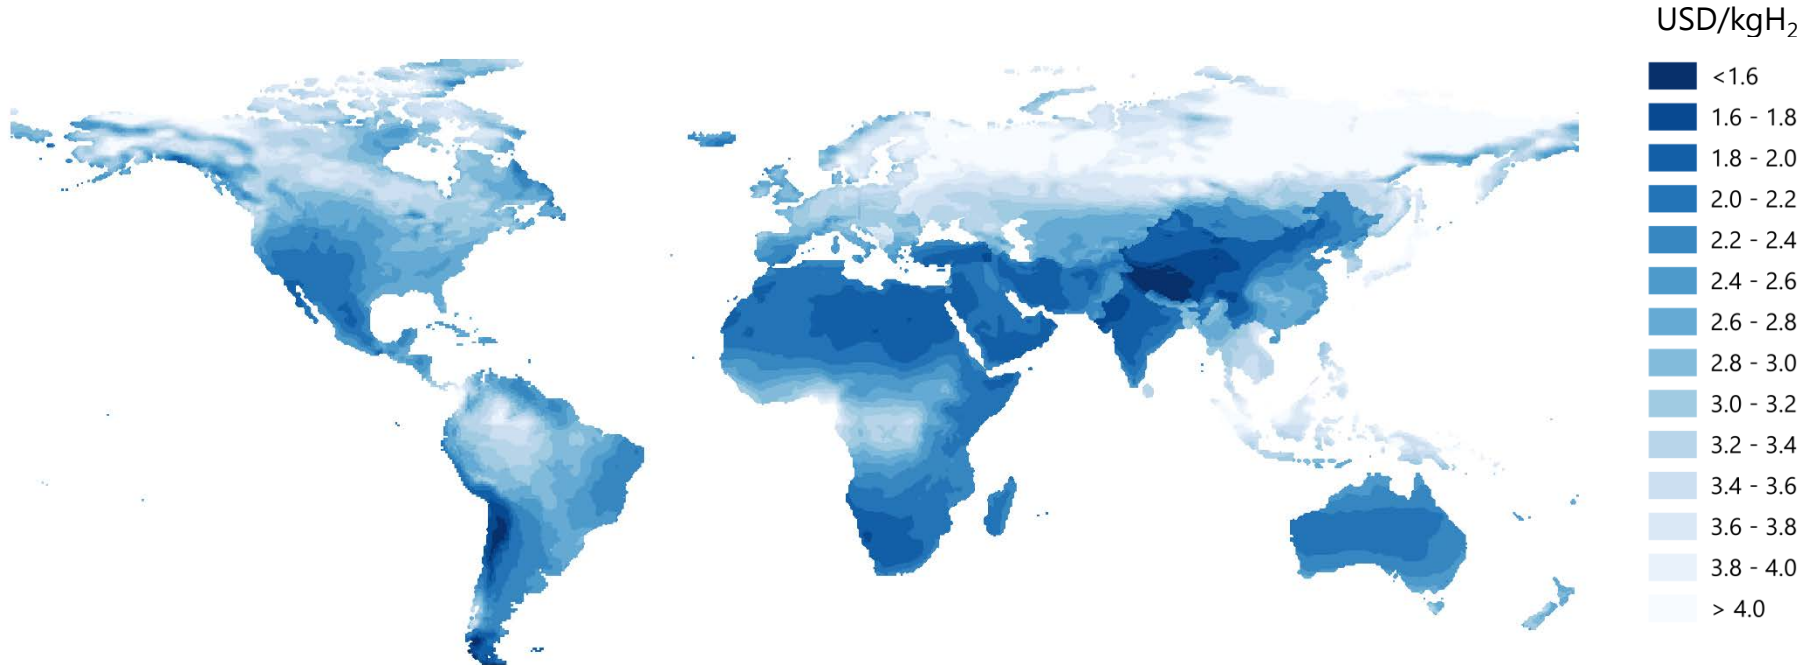 USD/kgH₂
<1.6
1.6 - 1.8
1.8 - 2.0
2.0 - 2.2
2.2 - 2.4
2.4 - 2.6
2.6 - 2.8
2.8 - 3.0
3.0 - 3.2
3.2 - 3.4
3.4 - 3.6
3.6 - 3.8
3.8 - 4.0
> 4.0